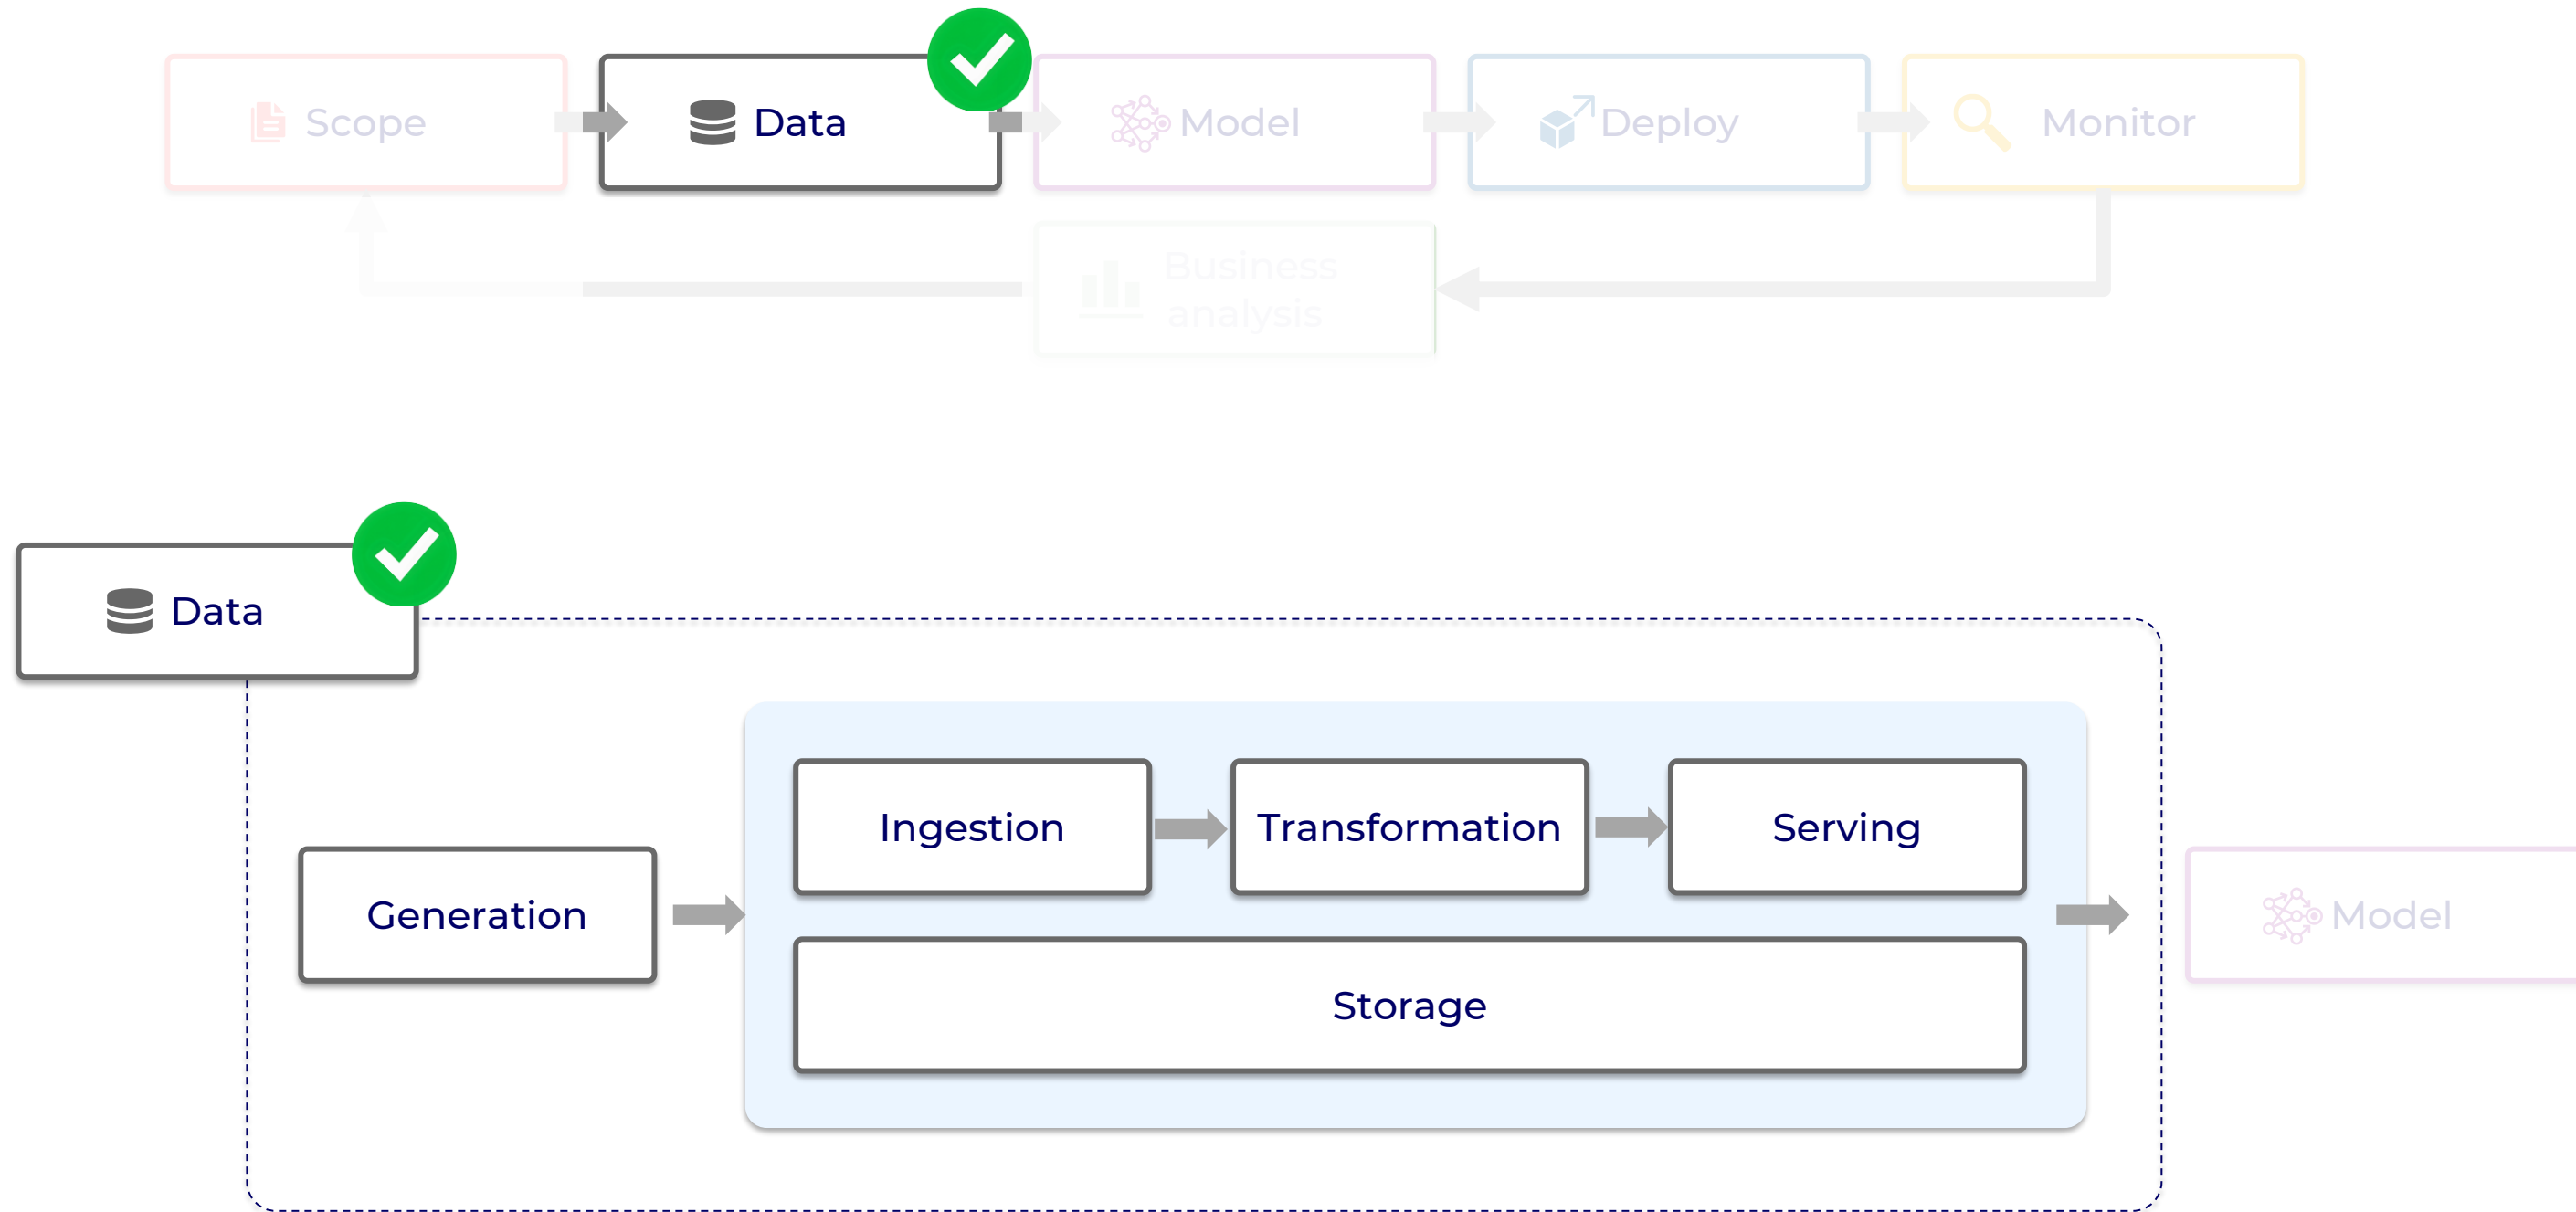 Scope
Data
Model
Deploy
Monitor
Business
analysis
Data
Ingestion
Transformation
Serving
Generation
Model
Storage